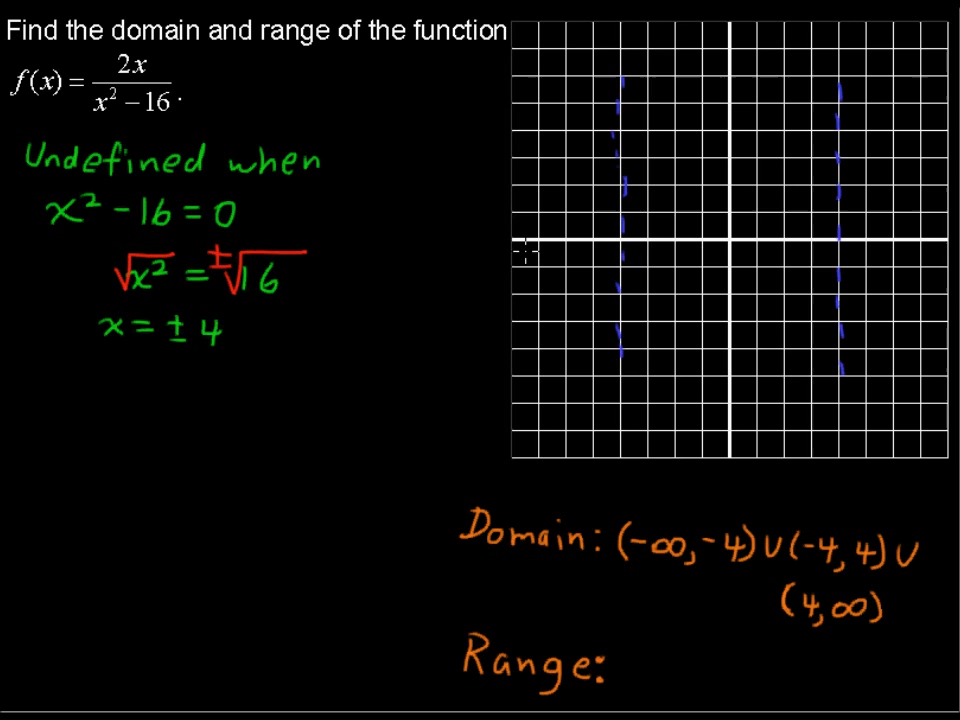 Find the domain and range of the function
f(x) = 2x / (x² – 16) .
Undefined when
x² - 16 = 0
√x² = ±√16
x = ± 4
Domain: (-∞, -4) ∪ (-4, 4) ∪
(4, ∞)
Range: